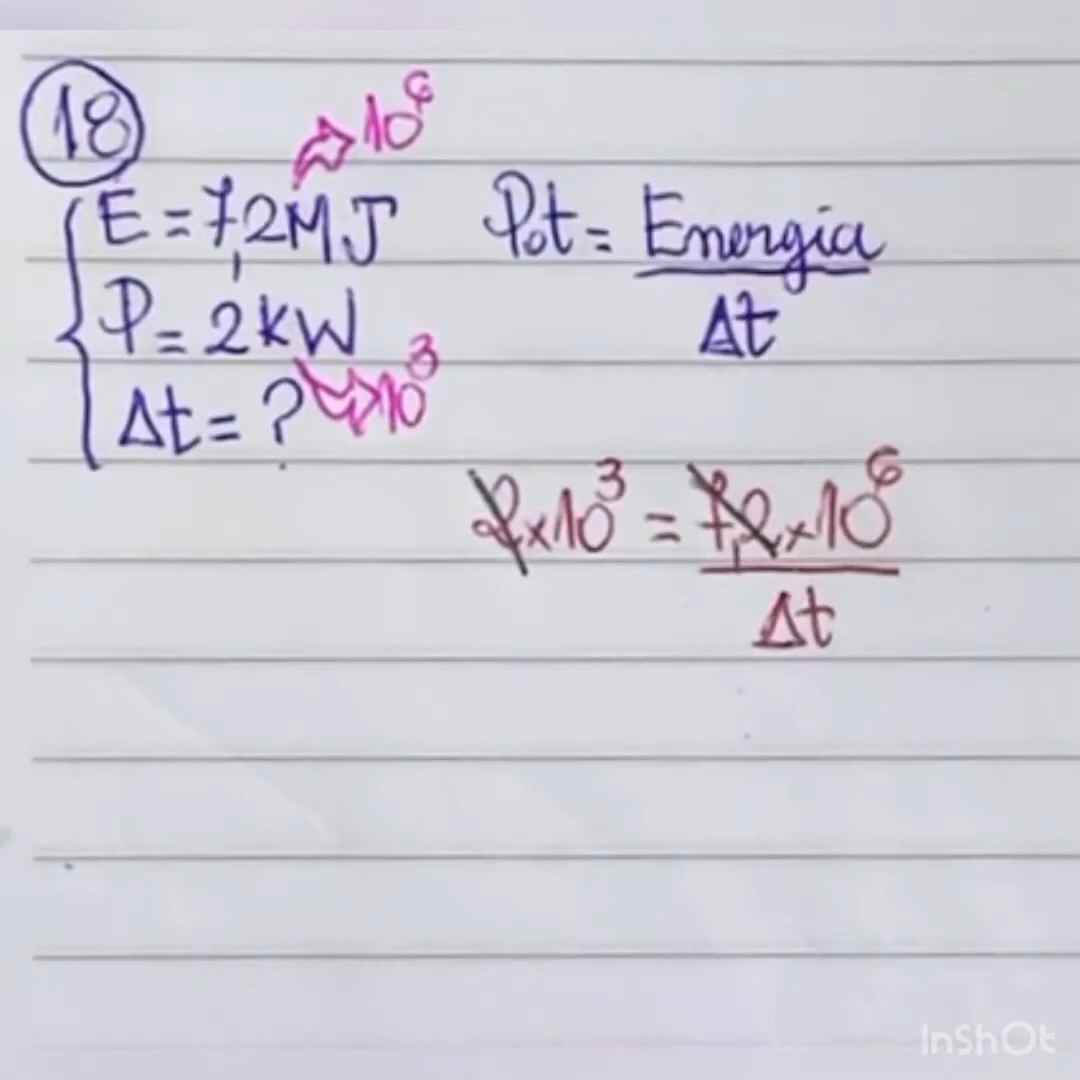 18
10⁶
E = 7,2MJ Pot = Energia
P = 2kW Δt
Δt = ? 10³
2×10³ = 7,2×10⁶
Δt
InShOt